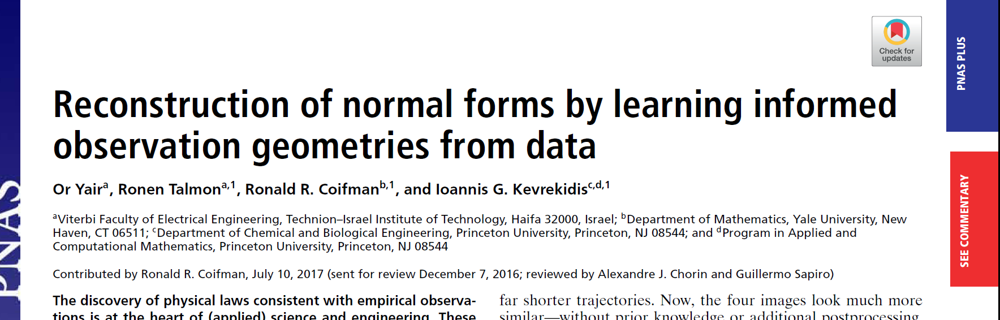 Check for
updates
PNAS PLUS
Reconstruction of normal forms by learning informed
observation geometries from data
Or Yairᵃ, Ronen Talmonᵃ,¹, Ronald R. Coifmanᵇ,¹, and Ioannis G. Kevrekidisᶜ,ᵈ,¹
ᵃViterbi Faculty of Electrical Engineering, Technion–Israel Institute of Technology, Haifa 32000, Israel; ᵇDepartment of Mathematics, Yale University, New
Haven, CT 06511; ᶜDepartment of Chemical and Biological Engineering, Princeton University, Princeton, NJ 08544; and ᵈProgram in Applied and
Computational Mathematics, Princeton University, Princeton, NJ 08544
SEE COMMENTARY
PNAS
Contributed by Ronald R. Coifman, July 10, 2017 (sent for review December 7, 2016; reviewed by Alexandre J. Chorin and Guillermo Sapiro)
The discovery of physical laws consistent with empirical observa-
tions is at the heart of (applied) science and engineering. These
far shorter trajectories. Now, the four images look much more
similar—without prior knowledge or additional postprocessing,